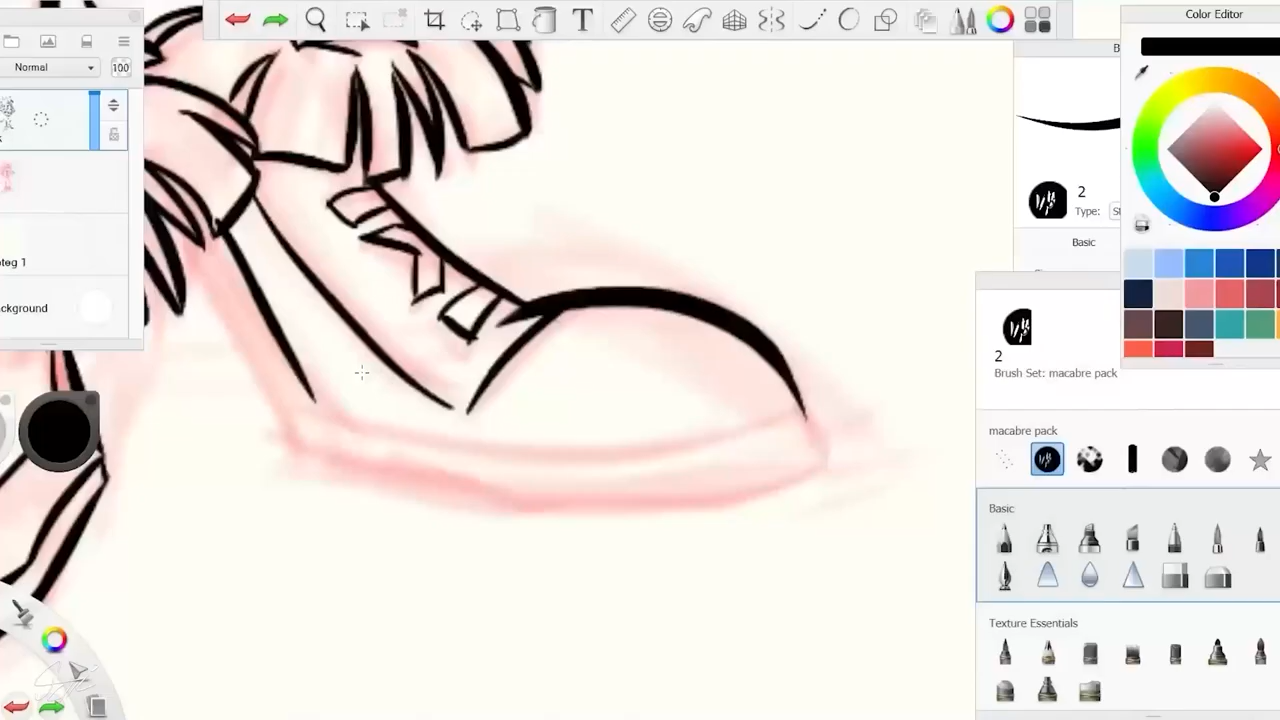 Color Editor
Normal
100
2
Type:
Basic
teg 1
ckground
2
Brush Set: macabre pack
macabre pack
Basic
Texture Essentials